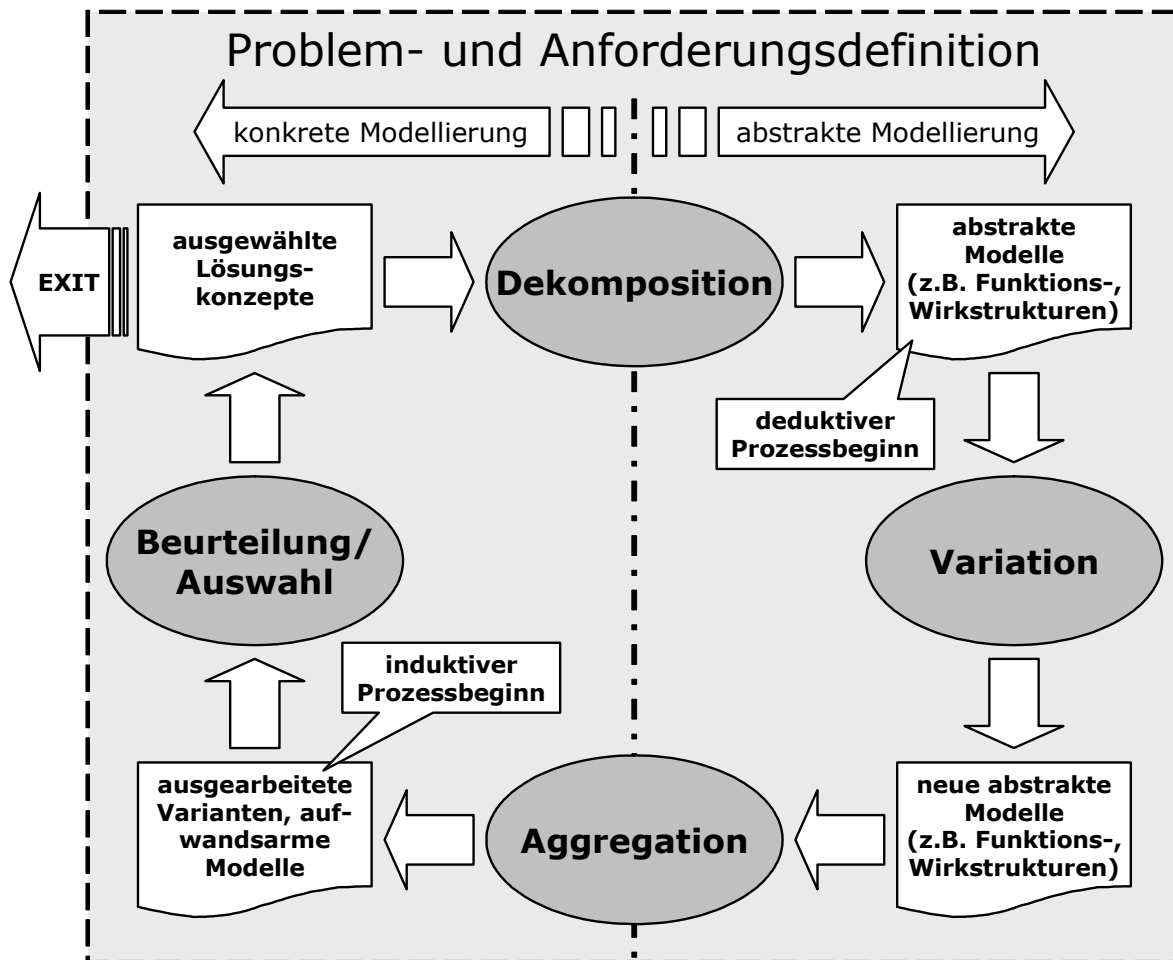 Problem- und Anforderungsdefinition
konkrete Modellierung
abstrakte Modellierung
EXIT
ausgewählte
Lösungs-
konzepte
Dekomposition
abstrakte
Modelle
(z.B. Funktions-,
Wirkstrukturen)
deduktiver
Prozessbeginn
Beurteilung/
Auswahl
Variation
induktiver
Prozessbeginn
ausgearbeitete
Varianten, auf-
wandsarme
Modelle
Aggregation
neue abstrakte
Modelle
(z.B. Funktions-,
Wirkstrukturen)